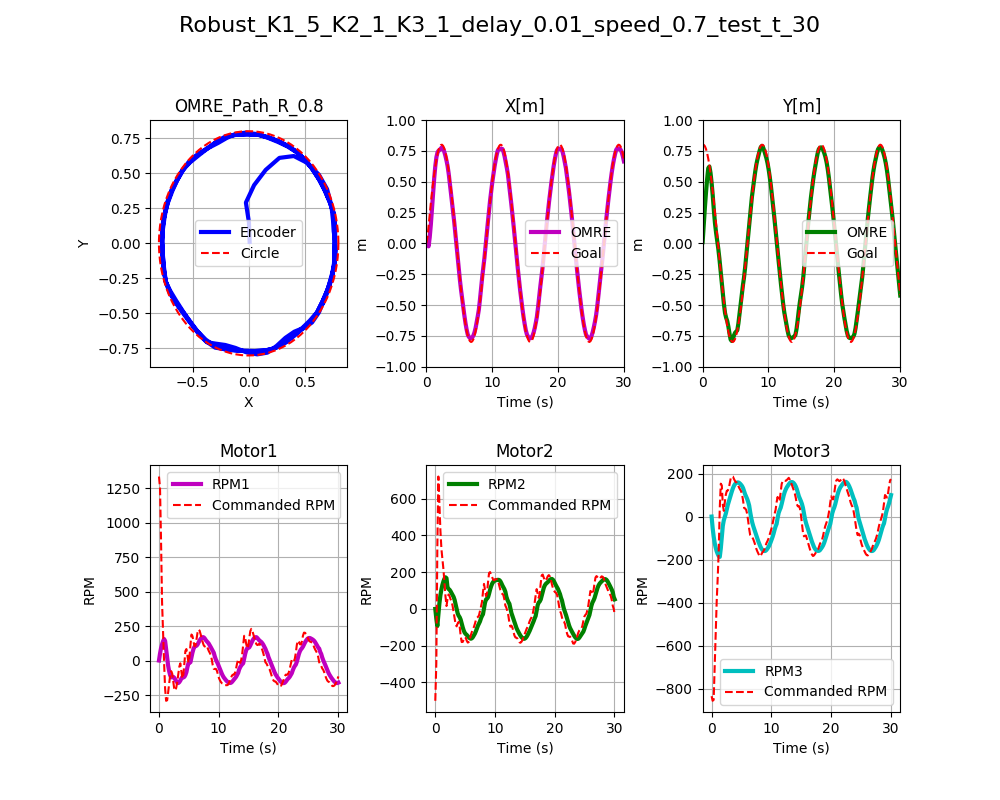 Robust_K1_5_K2_1_K3_1_delay_0.01_speed_0.7_test_t_30
OMRE_Path_R_0.8
0.75
0.50
0.25
0.00
−0.25
−0.50
−0.75
Y
Encoder
Circle
−0.5
0.0
0.5
X
X[m]
1.00
0.75
0.50
0.25
0.00
−0.25
−0.50
−0.75
−1.00
m
OMRE
Goal
0
10
20
30
Time (s)
Y[m]
1.00
0.75
0.50
0.25
0.00
−0.25
−0.50
−0.75
−1.00
m
OMRE
Goal
0
10
20
30
Time (s)
Motor1
1250
1000
750
500
250
0
−250
RPM
RPM1
Commanded RPM
0
10
20
30
Time (s)
Motor2
600
400
200
0
−200
−400
RPM
RPM2
Commanded RPM
0
10
20
30
Time (s)
Motor3
200
0
−200
−400
−600
−800
RPM
RPM3
Commanded RPM
0
10
20
30
Time (s)